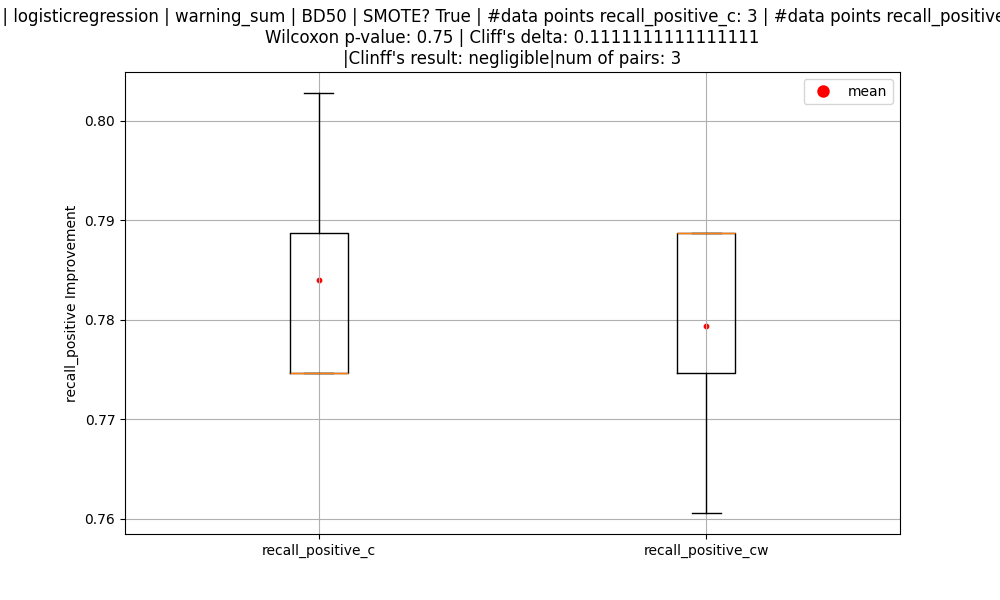 | logisticregression | warning_sum | BD50 | SMOTE? True | #data points recall_positive_c: 3 | #data points
Wilcoxon p-value: 0.75 | Cliff's delta: 0.1111111111111111
|Clinff's result: negligible|num of pairs: 3
mean
0.80
0.79
0.78
0.77
0.76
recall_positive Improvement
recall_positive_c
recall_positive_cw